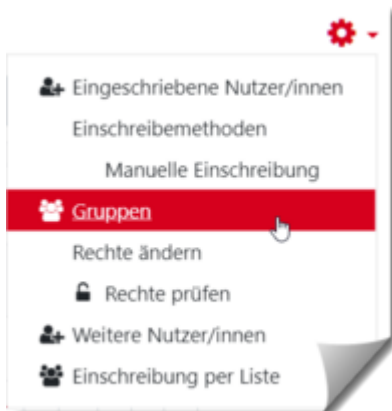 Eingeschriebene Nutzer/innen
Einschreibemethoden
Manuelle Einschreibung
Gruppen
Rechte ändern
Rechte prüfen
Weitere Nutzer/innen
Einschreibung per Liste